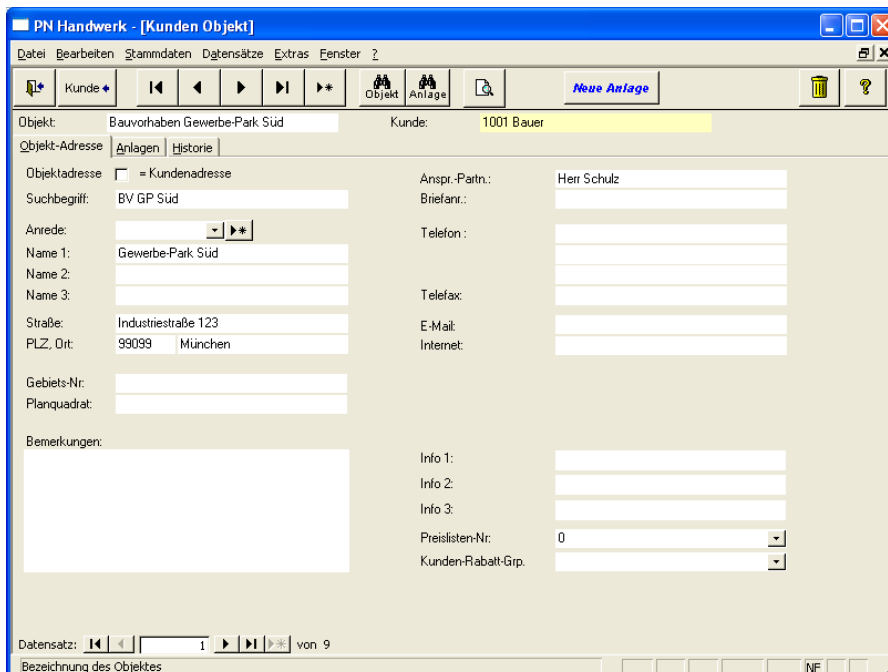 PN Handwerk - [Kunden Objekt]
Datei Bearbeiten Stammdaten Datensätze Extras Fenster ?
Kunde Objekt Anlage Neue Anlage ?
Objekt: Bauvorhaben Gewerbe-Park Süd Kunde: 1001 Bauer
Objekt-Adresse Anlagen Historie
Objektadresse = Kundenadresse Anspr.-Partn.: Herr Schulz
Suchbegriff: BV GP Süd Briefanr.:
Anrede: Telefon :
Name 1: Gewerbe-Park Süd
Name 2:
Name 3: Telefax:
Straße: Industriestraße 123 E-Mail:
PLZ, Ort: 99099 München Internet:
Gebiets-Nr:
Planquadrat:
Bemerkungen:
Info 1:
Info 2:
Info 3:
Preislisten-Nr: 0
Kunden-Rabatt-Grp.
Datensatz: 1 von 9
Bezeichnung des Objektes NF